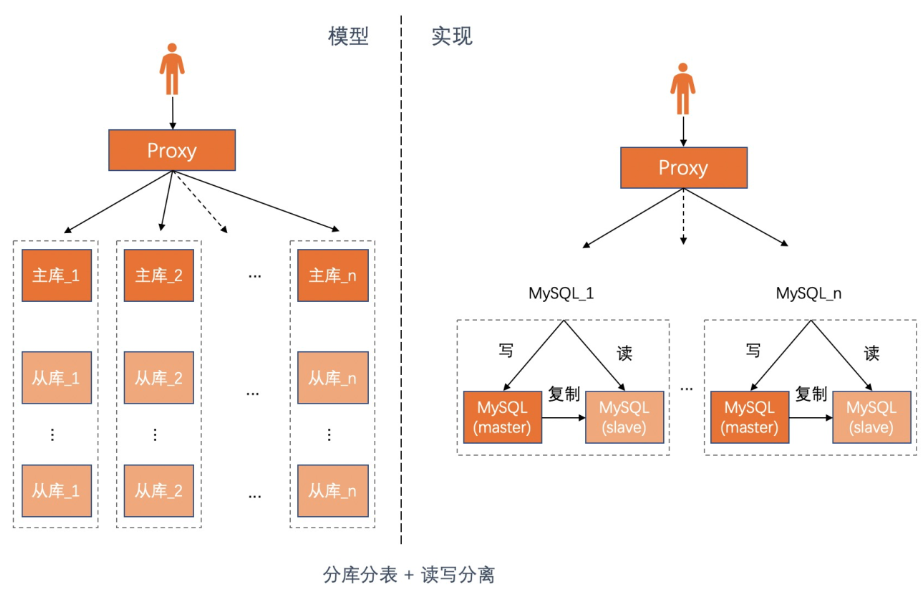 模型
实现
Proxy
主库_1
主库_2
...
主库_n
从库_1
从库_2
...
从库_n
⋮
⋮
⋮
从库_1
从库_2
...
从库_n
Proxy
MySQL_1
MySQL_n
写
读
复制
MySQL
(master)
MySQL
(slave)
...
写
读
复制
MySQL
(master)
MySQL
(slave)
分库分表 + 读写分离